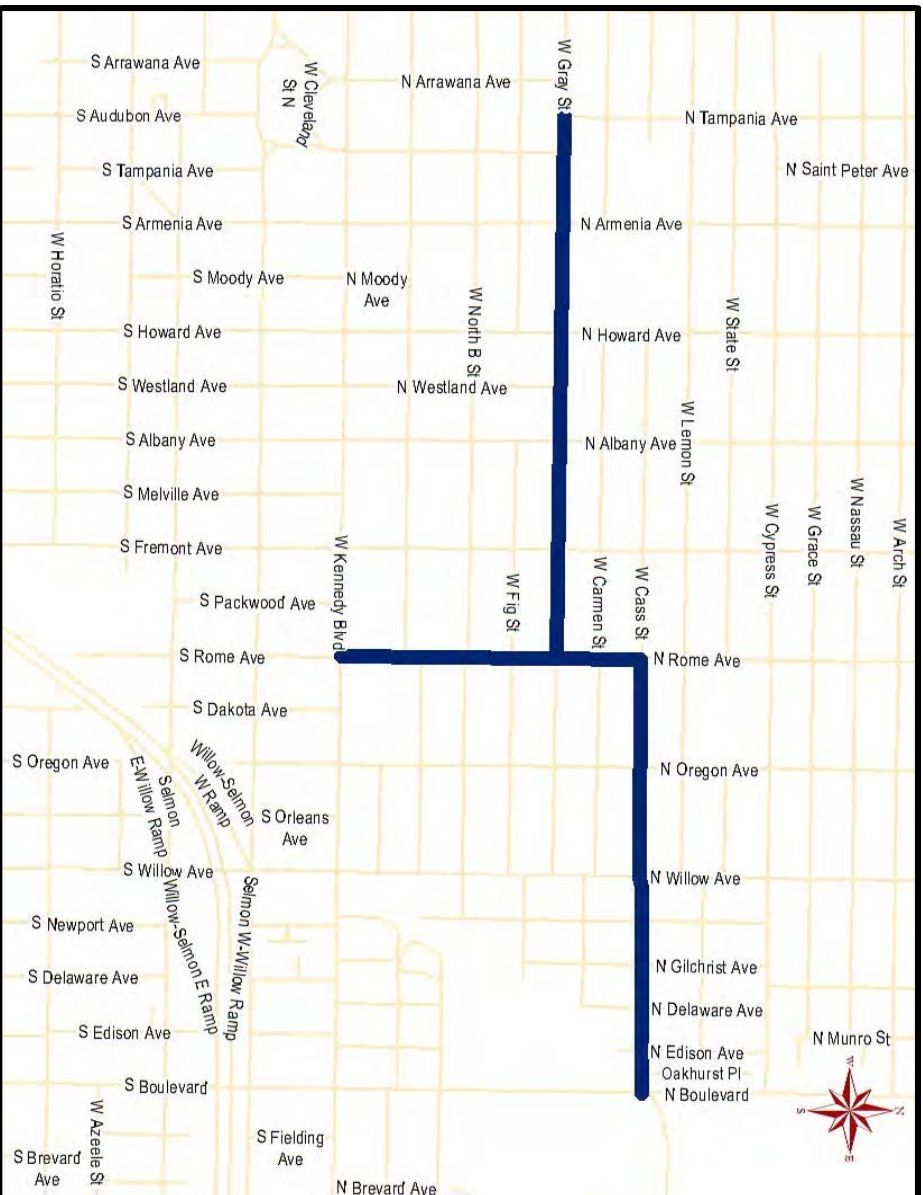 S Arrawana Ave
W Cleveland
St N
N Arrawana Ave
W Gray St
S Audubon Ave
N Tampania Ave
S Tampania Ave
N Saint Peter Ave
S Armenia Ave
N Armenia Ave
W Horatio St
S Moody Ave
N Moody
Ave
W North B St
W State St
S Howard Ave
N Howard Ave
S Westland Ave
N Westland Ave
W Lemon St
S Albany Ave
N Albany Ave
S Melville Ave
W Cypress St
W Grace St
W Nassau St
W Arch St
S Fremont Ave
W Kennedy Blvd
W Fig St
W Carmen St
W Cass St
S Packwood Ave
S Rome Ave
N Rome Ave
S Dakota Ave
S Oregon Ave
Willow-Selmon
W Ramp
Selmon
E-Willow Ramp
N Oregon Ave
S Orleans
Ave
S Willow Ave
N Willow Ave
Willow-Selmon E Ramp
Selmon W-Willow Ramp
S Newport Ave
N Gilchrist Ave
S Delaware Ave
N Delaware Ave
S Edison Ave
N Munro St
N Edison Ave
Oakhurst Pl
S Boulevard
N Boulevard
W Azeele St
S Fielding
Ave
S Brevard
Ave
N Brevard Ave
W
S
N
E